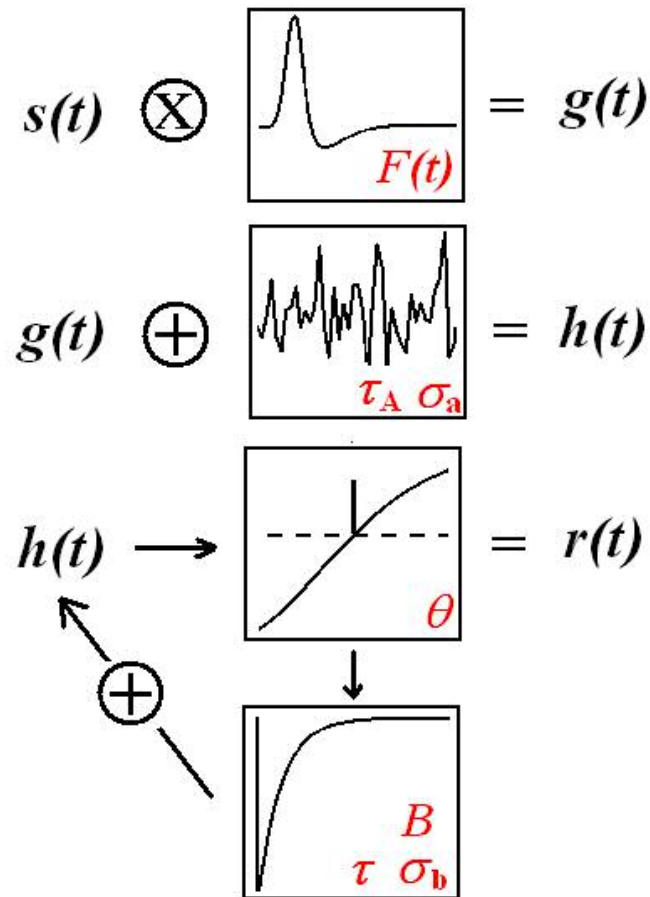 s(t) ⊗ F(t) = g(t)
g(t) ⊕ τA σa = h(t)
h(t) → θ = r(t)
⊕ B
τ σb